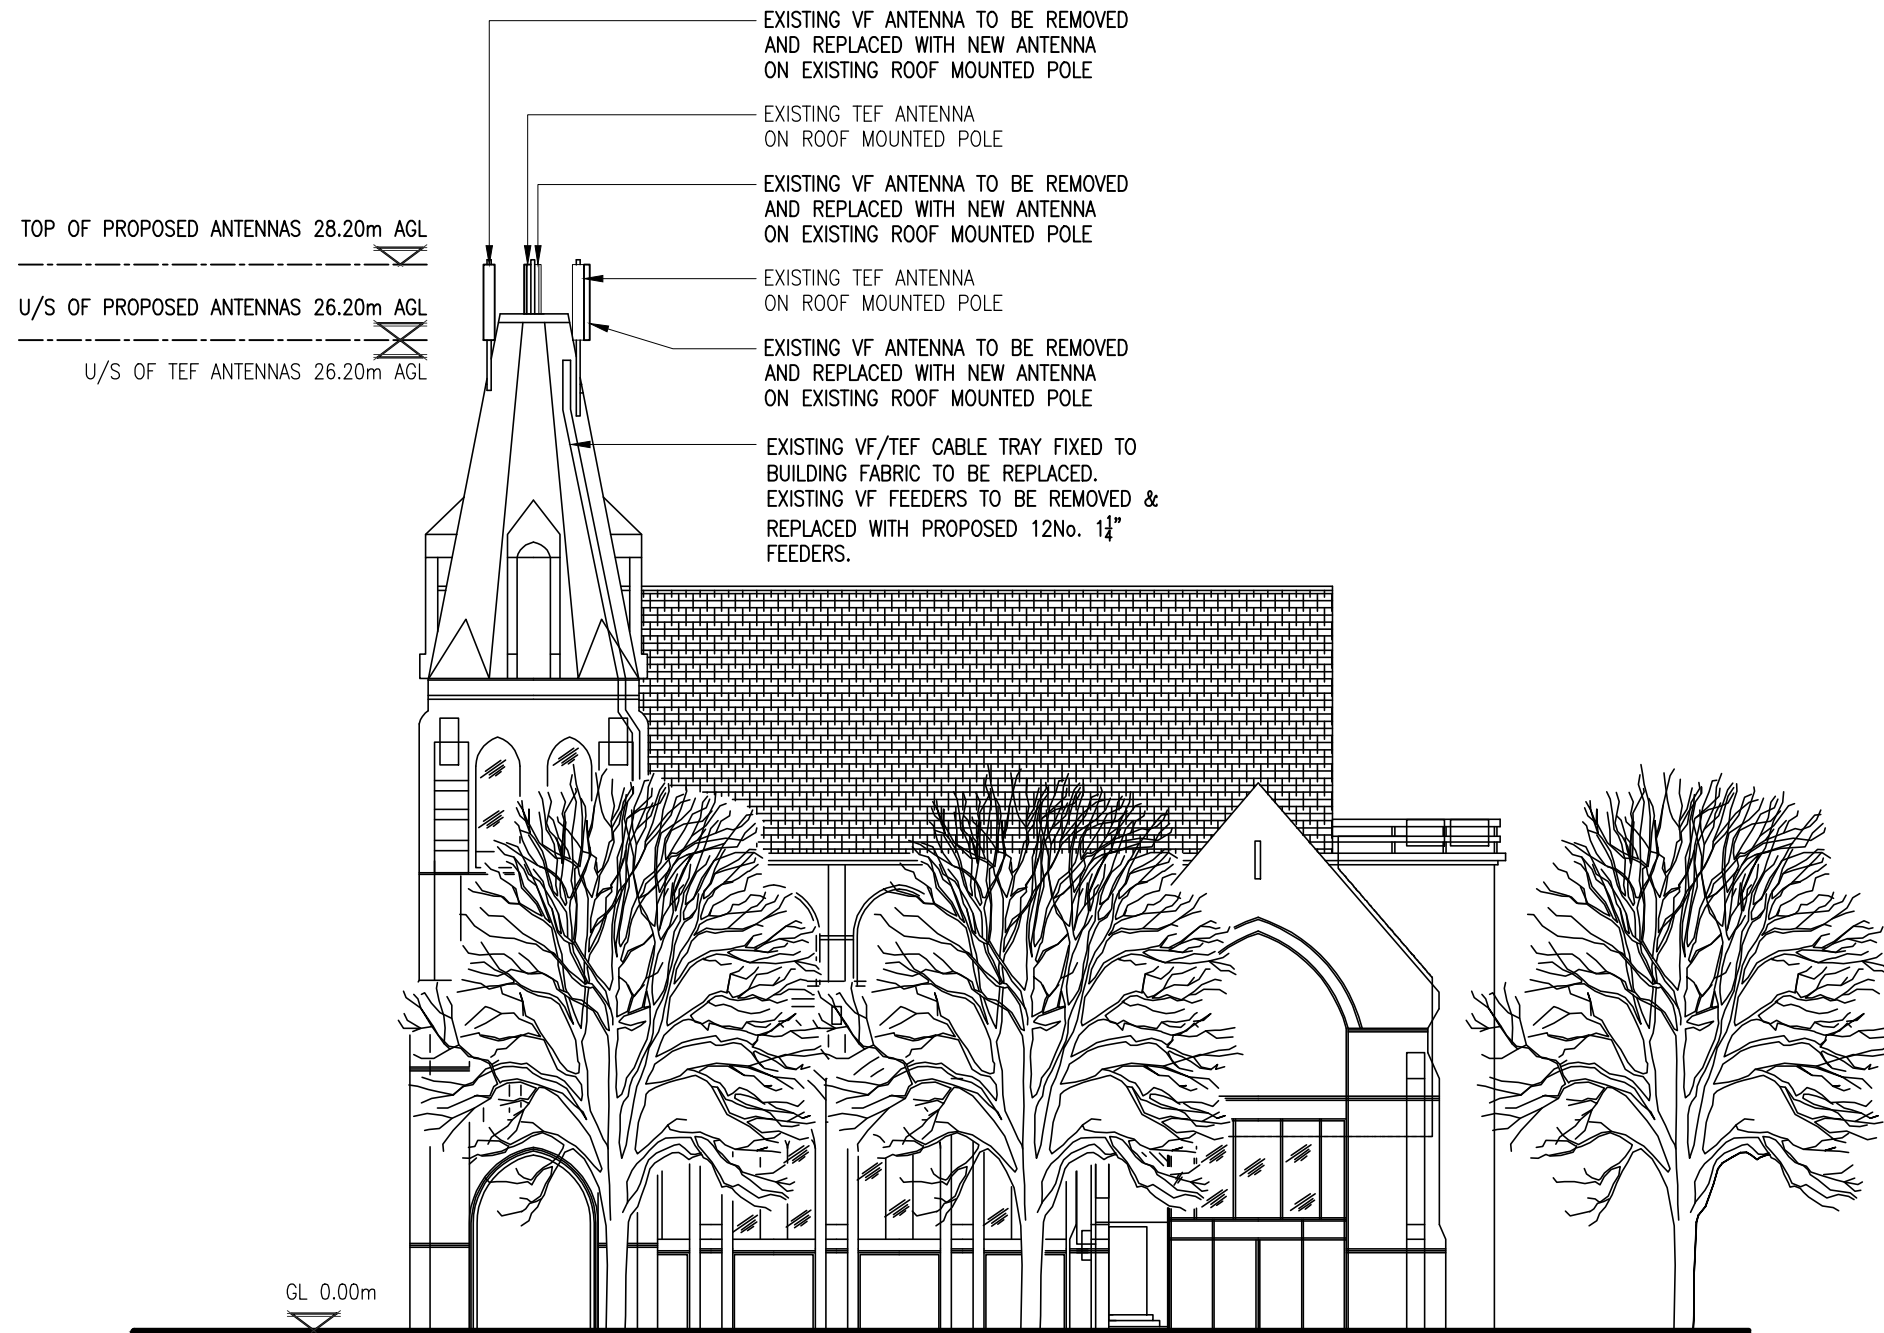 EXISTING VF ANTENNA TO BE REMOVED
AND REPLACED WITH NEW ANTENNA
ON EXISTING ROOF MOUNTED POLE
EXISTING TEF ANTENNA
ON ROOF MOUNTED POLE
EXISTING VF ANTENNA TO BE REMOVED
AND REPLACED WITH NEW ANTENNA
ON EXISTING ROOF MOUNTED POLE
TOP OF PROPOSED ANTENNAS 28.20m AGL
EXISTING TEF ANTENNA
ON ROOF MOUNTED POLE
U/S OF PROPOSED ANTENNAS 26.20m AGL
U/S OF TEF ANTENNAS 26.20m AGL
EXISTING VF ANTENNA TO BE REMOVED
AND REPLACED WITH NEW ANTENNA
ON EXISTING ROOF MOUNTED POLE
EXISTING VF/TEF CABLE TRAY FIXED TO
BUILDING FABRIC TO BE REPLACED.
EXISTING VF FEEDERS TO BE REMOVED &
REPLACED WITH PROPOSED 12No. 1¼"
FEEDERS.
GL 0.00m